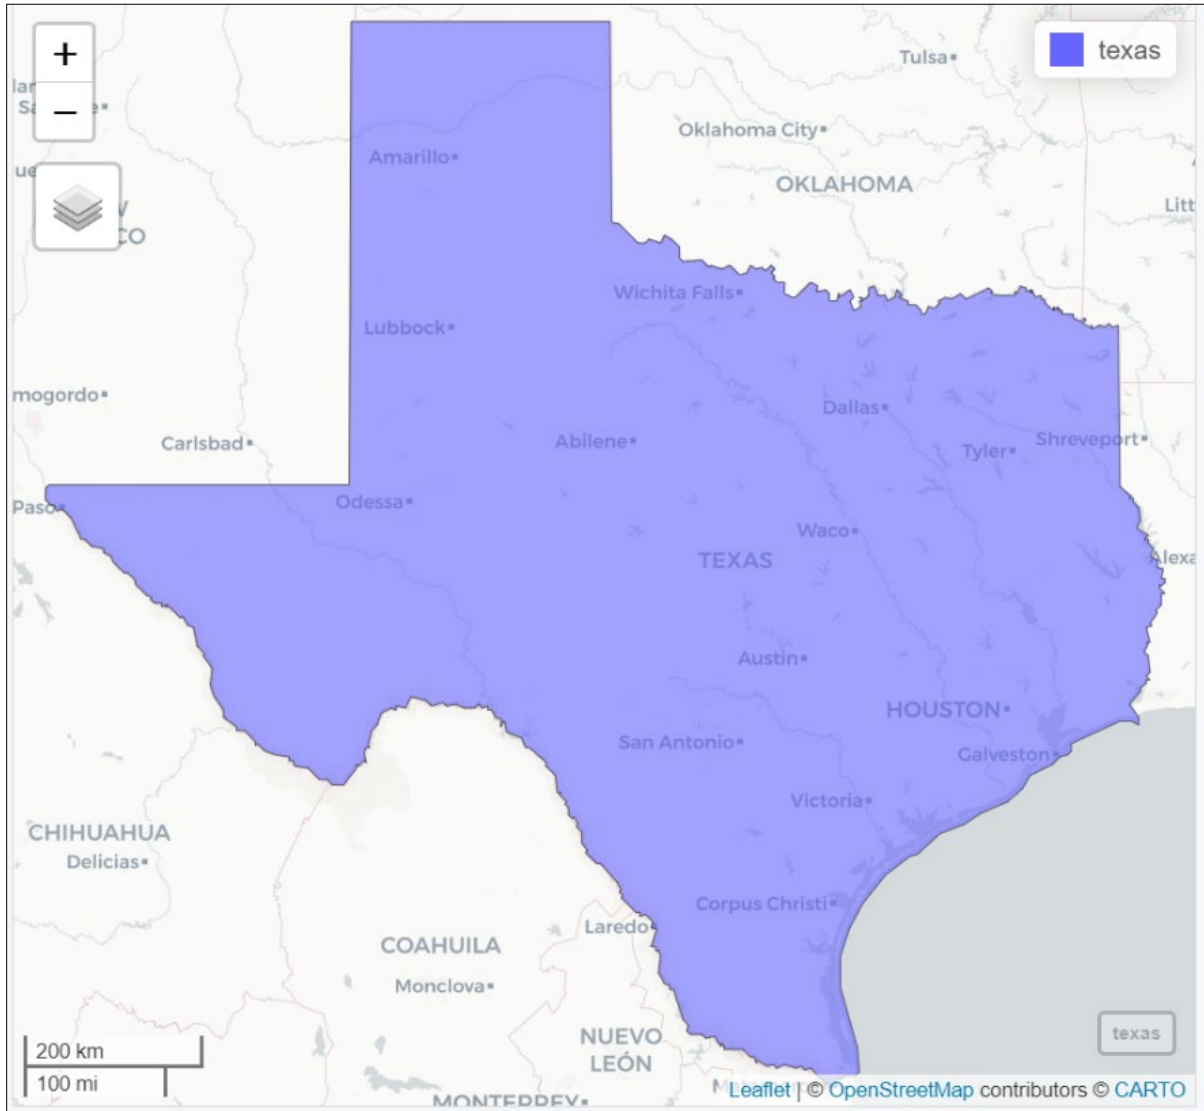 +
−
texas
Tulsa
Oklahoma City
OKLAHOMA
Amarillo
Wichita Falls
Lubbock
Dallas
Carlsbad
Abilene
Tyler
Shreveport
Odessa
Waco
TEXAS
Austin
HOUSTON
San Antonio
Galveston
Victoria
CHIHUAHUA
Delicias
Corpus Christi
Laredo
COAHUILA
Monclova
NUEVO
LEÓN
texas
200 km
100 mi
MONTERREY
Leaflet | © OpenStreetMap contributors © CARTO